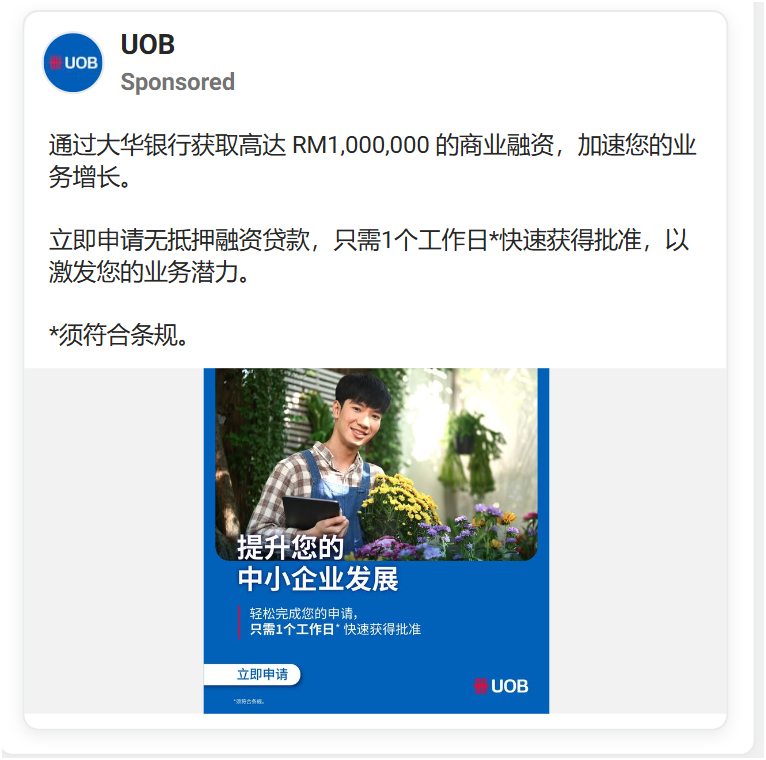 UOB
UOB
Sponsored
通过大华银行获取高达 RM1,000,000 的商业融资，加速您的业
务增长。
立即申请无抵押融资贷款，只需1个工作日*快速获得批准，以
激发您的业务潜力。
*须符合条规。
提升您的
中小企业发展
轻松完成您的申请，
只需1个工作日* 快速获得批准
立即申请
UOB
*须符合条规。